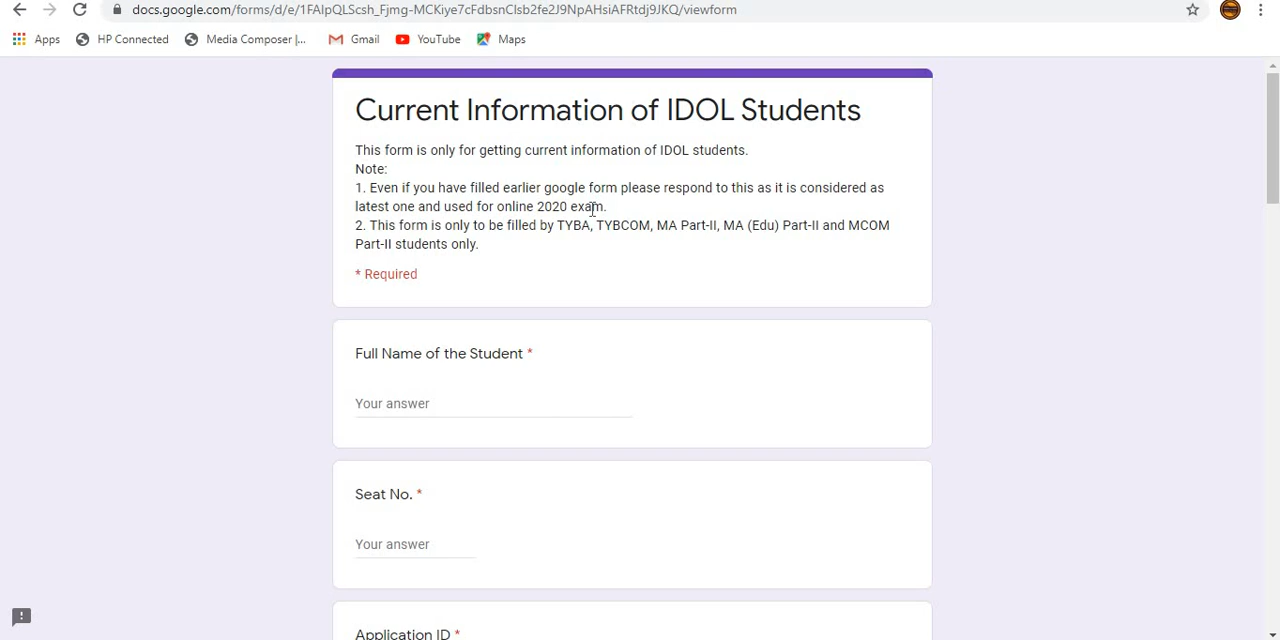 docs.google.com/forms/d/e/1FAIpQLScsh_Fjmg-MCKiye7cFdbsnClsb2fe2J9NpAHsiAFRtdj9JKQ/viewform
Apps HP Connected Media Composer |... Gmail YouTube Maps
Current Information of IDOL Students
This form is only for getting current information of IDOL students.
Note:
1. Even if you have filled earlier google form please respond to this as it is considered as
latest one and used for online 2020 exam.
2. This form is only to be filled by TYBA, TYBCOM, MA Part-II, MA (Edu) Part-II and MCOM
Part-II students only.
* Required
Full Name of the Student *
Your answer
Seat No. *
Your answer
Application ID *